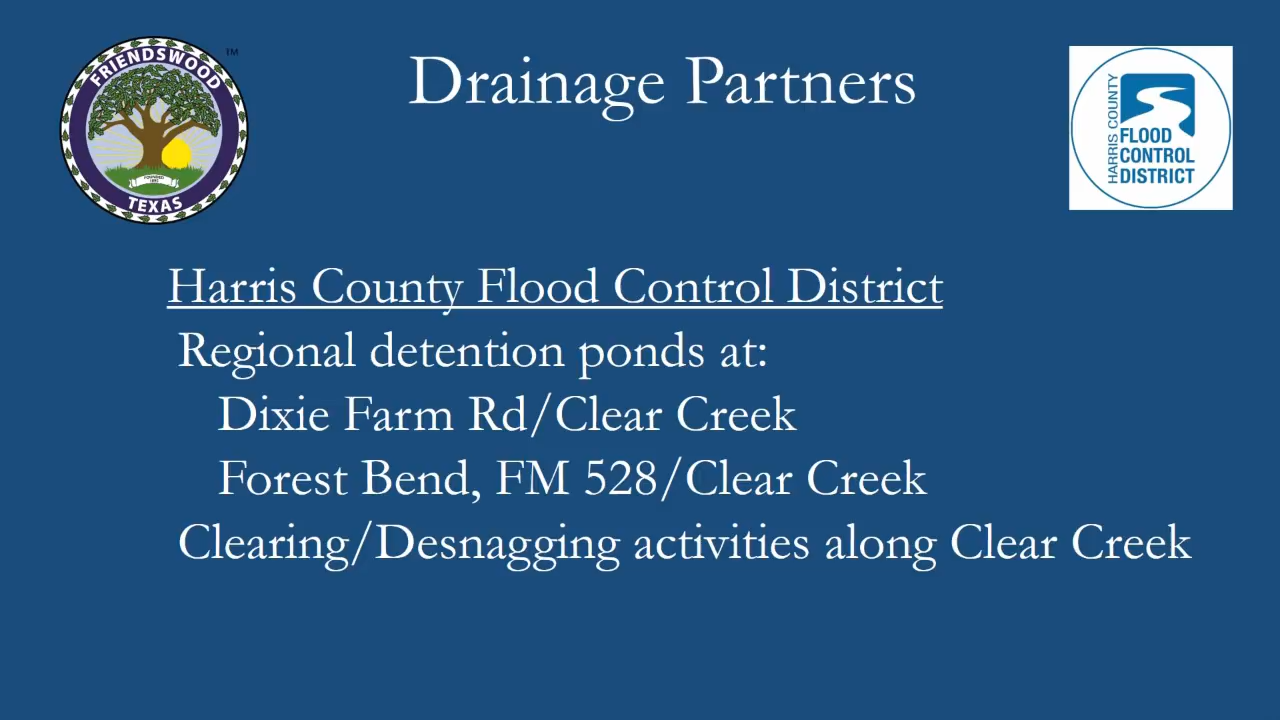 FRIENDSWOOD
TEXAS
TM
Drainage Partners
HARRIS COUNTY
FLOOD
CONTROL
DISTRICT
Harris County Flood Control District
Regional detention ponds at:
Dixie Farm Rd/Clear Creek
Forest Bend, FM 528/Clear Creek
Clearing/Desnagging activities along Clear Creek